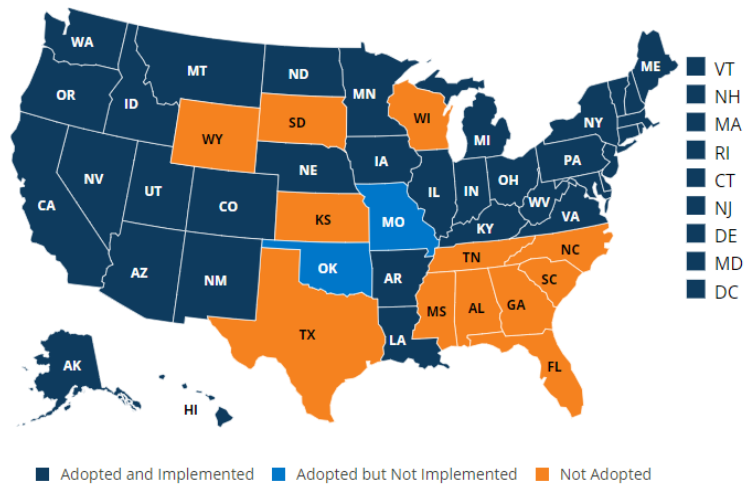 WA
MT
ND
MN
ME
VT
OR
ID
WY
SD
WI
MI
NY
NH
MA
RI
CT
NJ
DE
MD
DC
NE
IA
PA
NV
UT
CO
IL
IN
OH
WV
VA
CA
KS
MO
KY
AZ
NM
OK
AR
TN
NC
SC
TX
LA
MS
AL
GA
FL
AK
HI
Adopted and Implemented
Adopted but Not Implemented
Not Adopted